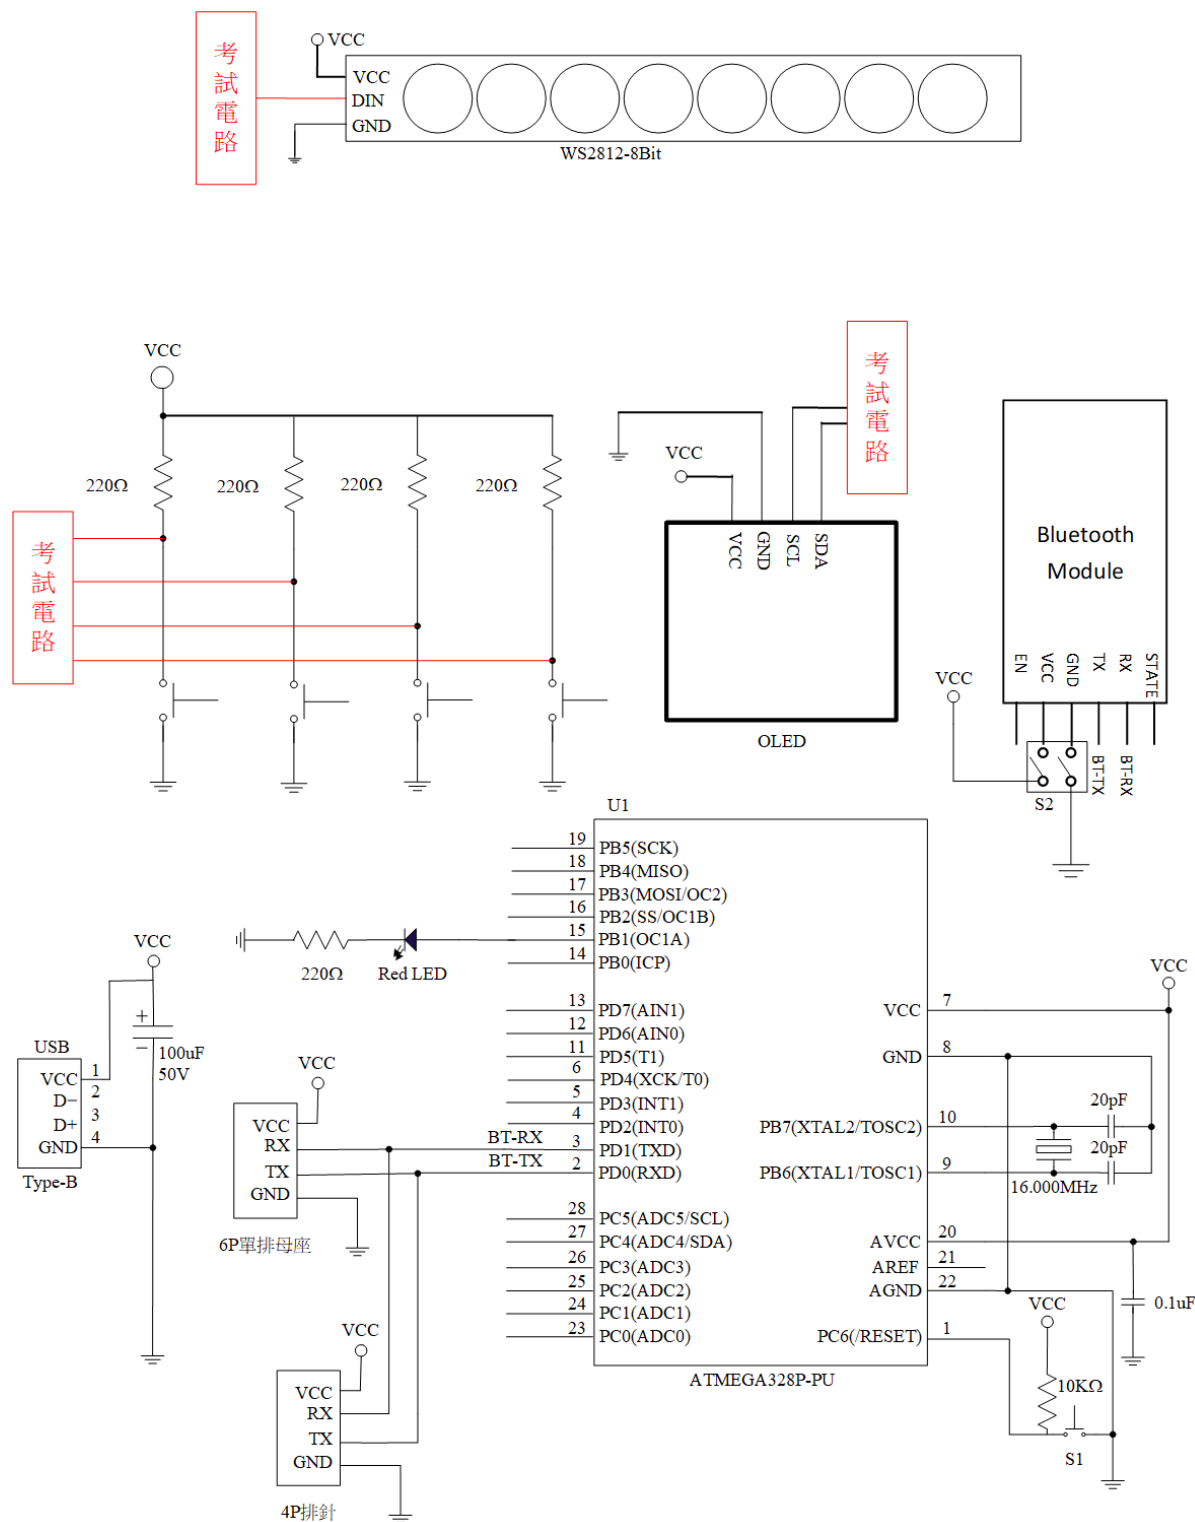 考試電路
VCC
VCC
DIN
GND
WS2812-8Bit
VCC
220Ω
220Ω
220Ω
220Ω
考試電路
考試電路
VCC
VCC
GND
SCL
SDA
OLED
Bluetooth
Module
EN
VCC
GND
TX
RX
STATE
VCC
S2
BT-TX
BT-RX
U1
19
PB5(SCK)
18
PB4(MISO)
17
PB3(MOSI/OC2)
16
PB2(SS/OC1B)
15
PB1(OC1A)
14
PB0(ICP)
13
PD7(AIN1)
12
PD6(AIN0)
11
PD5(T1)
6
PD4(XCK/T0)
5
PD3(INT1)
4
PD2(INT0)
BT-RX
3
PD1(TXD)
BT-TX
2
PD0(RXD)
28
PC5(ADC5/SCL)
27
PC4(ADC4/SDA)
26
PC3(ADC3)
25
PC2(ADC2)
24
PC1(ADC1)
23
PC0(ADC0)
VCC
7
GND
8
PB7(XTAL2/TOSC2)
10
PB6(XTAL1/TOSC1)
9
AVCC
20
AREF
21
AGND
22
PC6(/RESET)
1
ATMEGA328P-PU
220Ω
Red LED
VCC
+
−
100uF
50V
USB
VCC
1
D−
2
D+
3
GND
4
Type-B
VCC
VCC
RX
TX
GND
6P單排母座
VCC
VCC
RX
TX
GND
4P排針
VCC
20pF
20pF
16.000MHz
0.1uF
VCC
10KΩ
S1